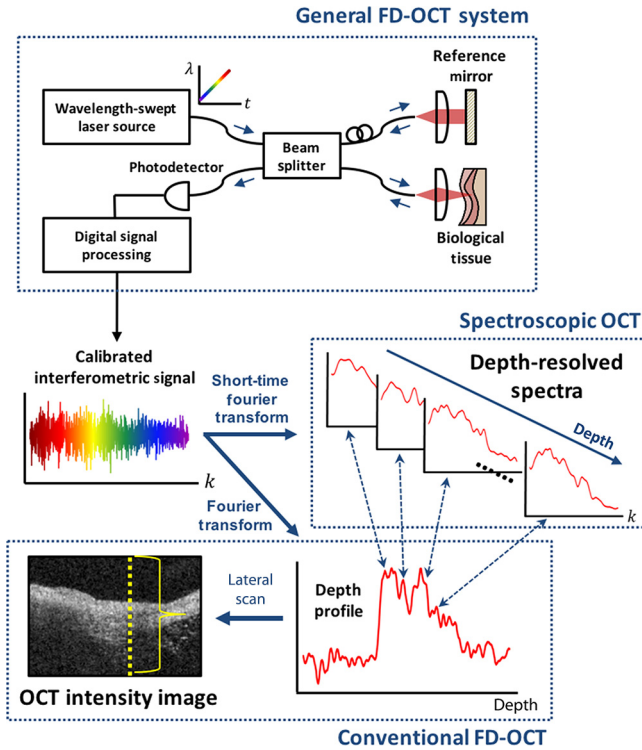 General FD-OCT system
Reference
mirror
λ
t
Wavelength-swept
laser source
Beam
splitter
Photodetector
Digital signal
processing
Biological
tissue
Spectroscopic OCT
Calibrated
interferometric signal
k
Short-time
fourier
transform
Depth-resolved
spectra
Depth
k
Fourier
transform
Lateral
scan
Depth
profile
Depth
OCT intensity image
Conventional FD-OCT